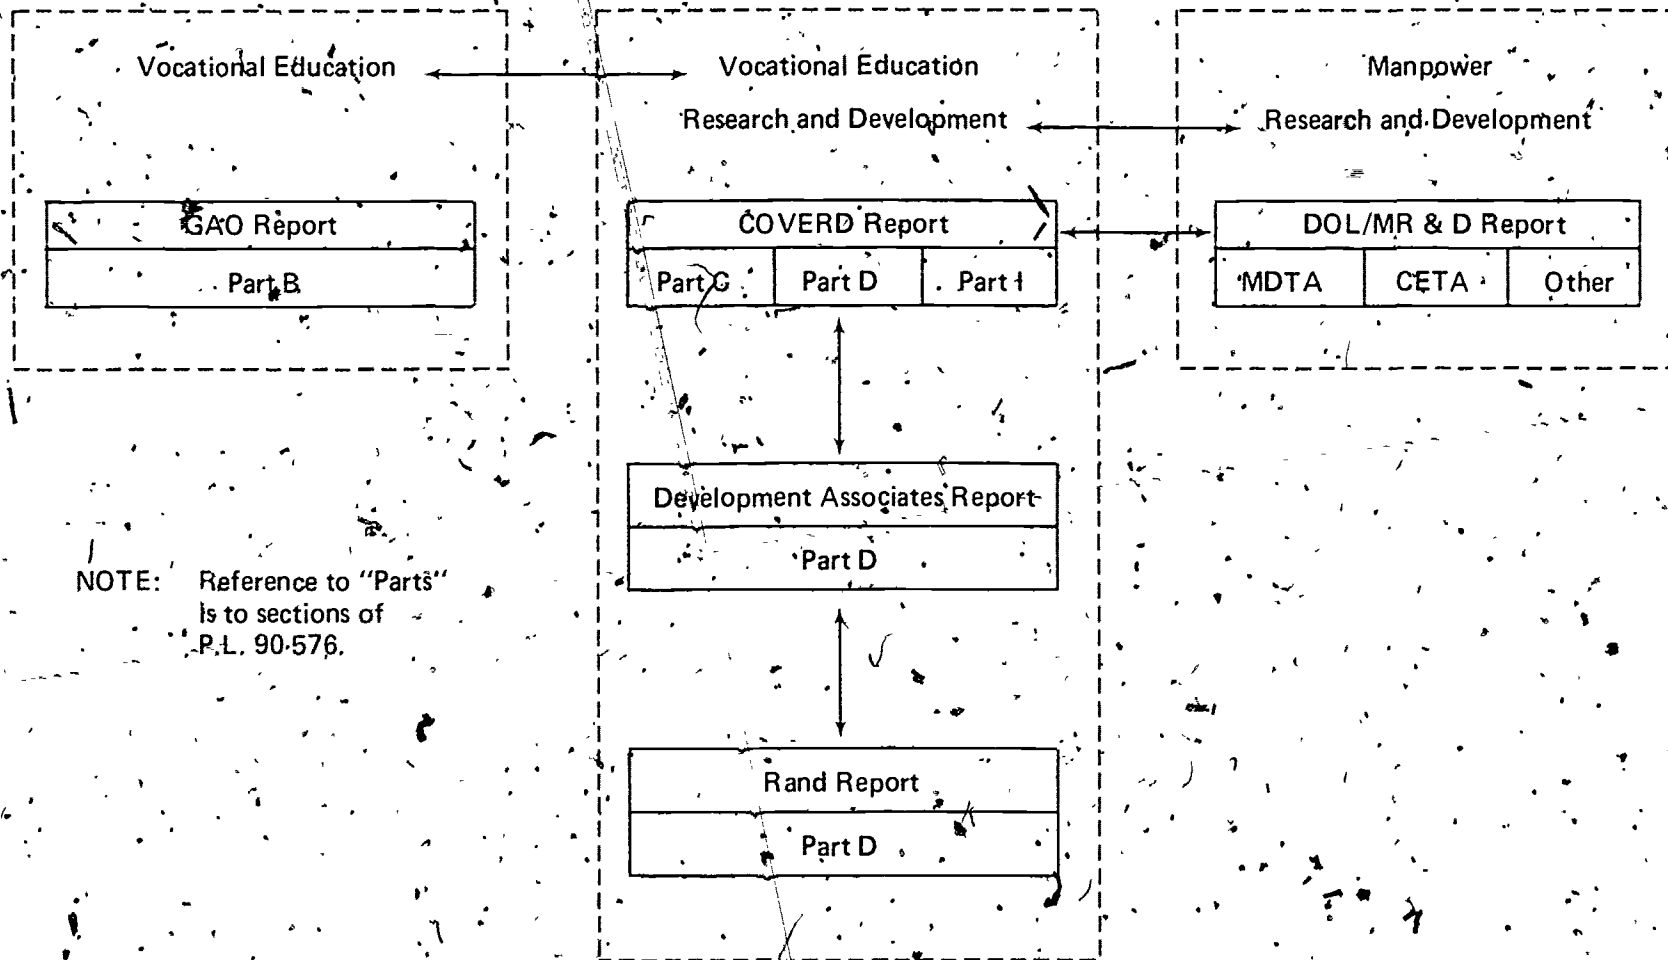 Vocational Education
GAO Report
Part B
Vocational Education
Research and Development
COVERD Report
Part C
Part D
Part I
Development Associates Report
Part D
Rand Report
Part D
Manpower
Research and Development
DOL/MR & D Report
MDTA
CETA
Other
NOTE: Reference to "Parts"
is to sections of
P.L. 90-576.